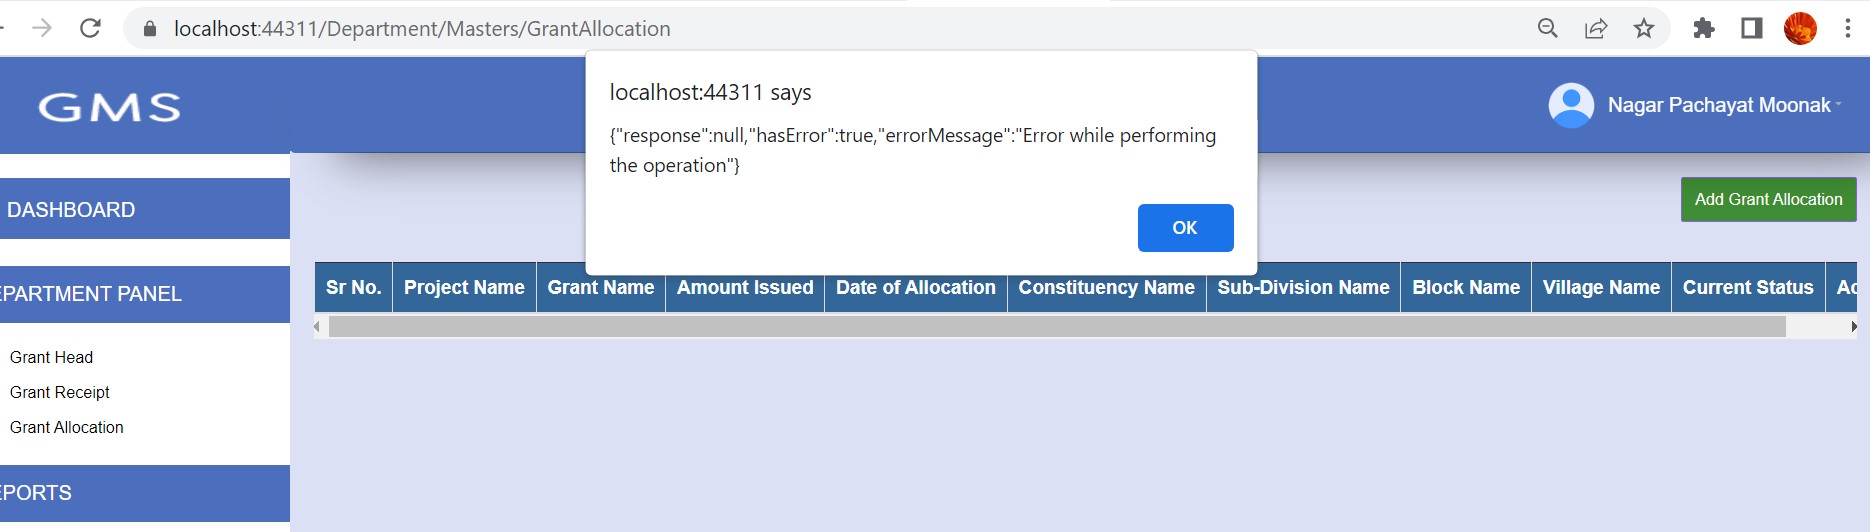 localhost:44311/Department/Masters/GrantAllocation
localhost:44311 says
{"response":null,"hasError":true,"errorMessage":"Error while performing
the operation"}
OK
GMS
Nagar Pachayat Moonak
DASHBOARD
Add Grant Allocation
EPARTMENT PANEL
Sr No. Project Name Grant Name Amount Issued Date of Allocation Constituency Name Sub-Division Name Block Name Village Name Current Status Ac
Grant Head
Grant Receipt
Grant Allocation
EPORTS